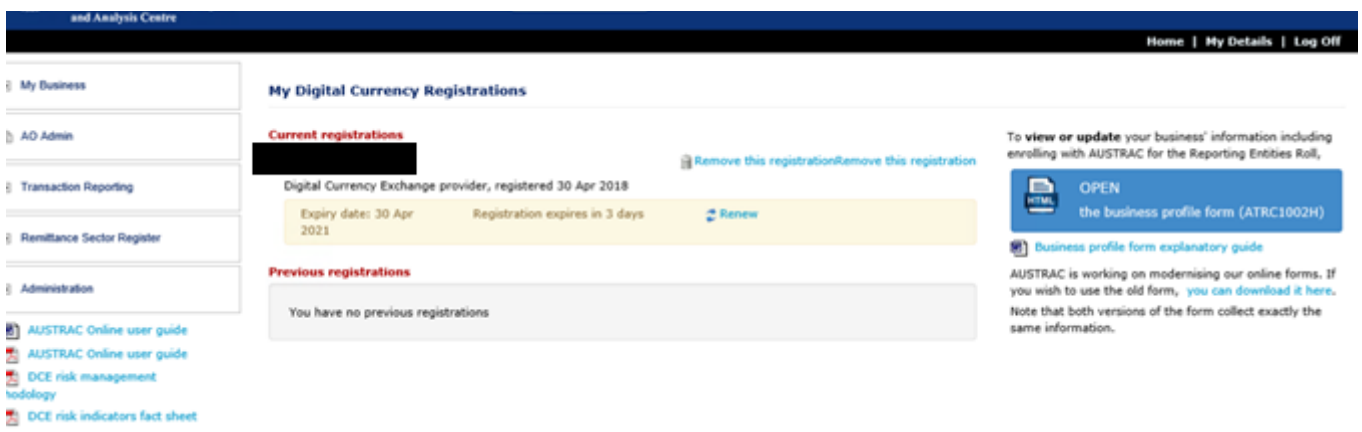 and Analysis Centre
Home | My Details | Log Off
My Business
AO Admin
Transaction Reporting
Remittance Sector Register
Administration
AUSTRAC Online user guide
AUSTRAC Online user guide
DCE risk management
hodology
DCE risk indicators fact sheet
My Digital Currency Registrations
Current registrations
Remove this registrationRemove this registration
Digital Currency Exchange provider, registered 30 Apr 2018
Expiry date: 30 Apr
2021
Registration expires in 3 days
Renew
Previous registrations
You have no previous registrations
To view or update your business' information including
enrolling with AUSTRAC for the Reporting Entities Roll,
HTML
OPEN
the business profile form (ATRC1002H)
Business profile form explanatory guide
AUSTRAC is working on modernising our online forms. If
you wish to use the old form, you can download it here.
Note that both versions of the form collect exactly the
same information.